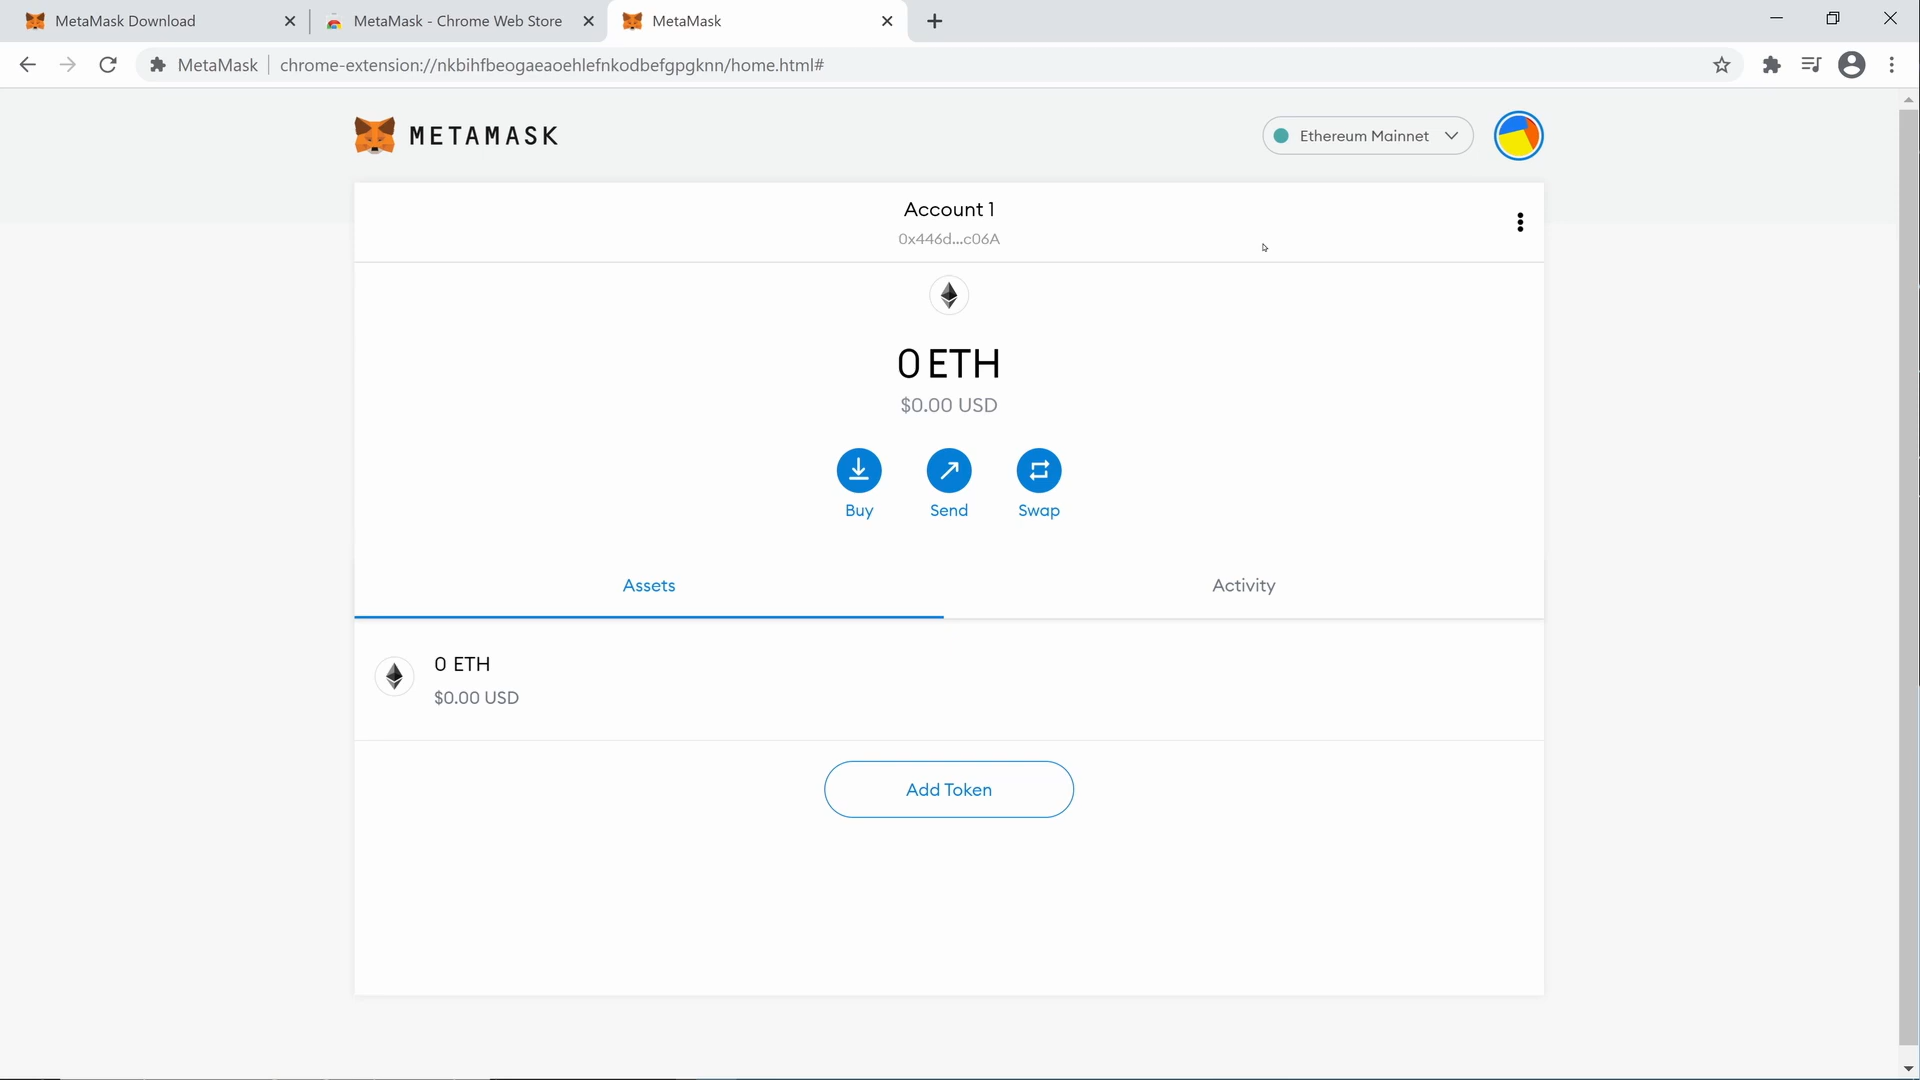 MetaMask Download
MetaMask - Chrome Web Store
MetaMask
MetaMask
chrome-extension://nkbihfbeogaeaoehlefnkodbefgpgknn/home.html#
METAMASK
Ethereum Mainnet
Account 1
0x446d...c06A
0 ETH
$0.00 USD
Buy
Send
Swap
Assets
Activity
0 ETH
$0.00 USD
Add Token